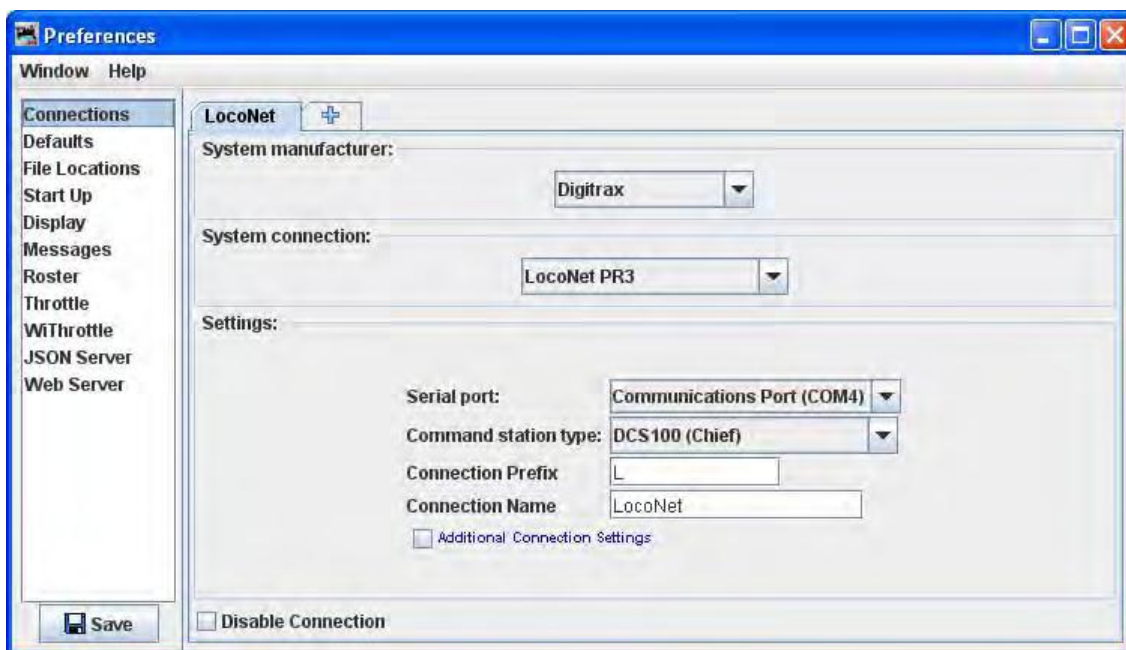 Preferences
Window Help
Connections
Defaults
File Locations
Start Up
Display
Messages
Roster
Throttle
WiThrottle
JSON Server
Web Server
Save
LocoNet
System manufacturer:
Digitrax
System connection:
LocoNet PR3
Settings:
Serial port: Communications Port (COM4)
Command station type: DCS100 (Chief)
Connection Prefix L
Connection Name LocoNet
Additional Connection Settings
Disable Connection